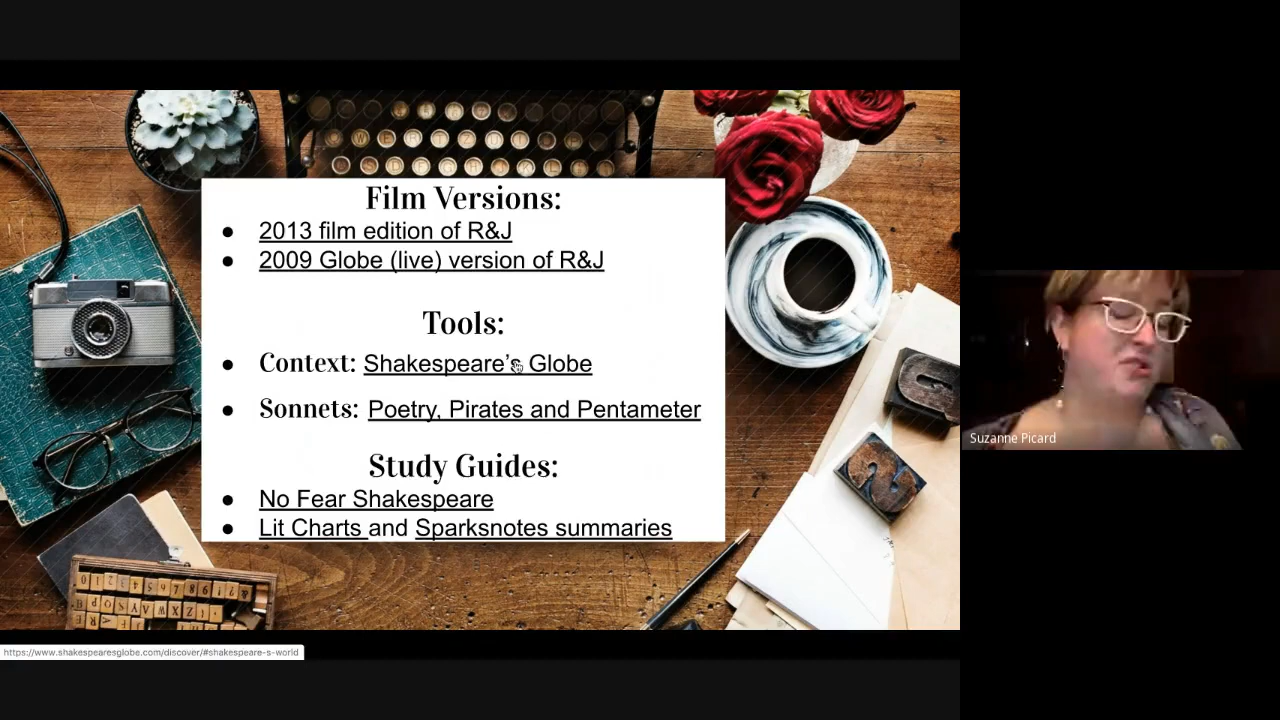 Film Versions:
● 2013 film edition of R&J
● 2009 Globe (live) version of R&J
Tools:
● Context: Shakespeare's Globe
● Sonnets: Poetry, Pirates and Pentameter
Study Guides:
● No Fear Shakespeare
● Lit Charts and Sparksnotes summaries
Suzanne Picard
https://www.shakespearesglobe.com/discover/#shakespeare-s-world